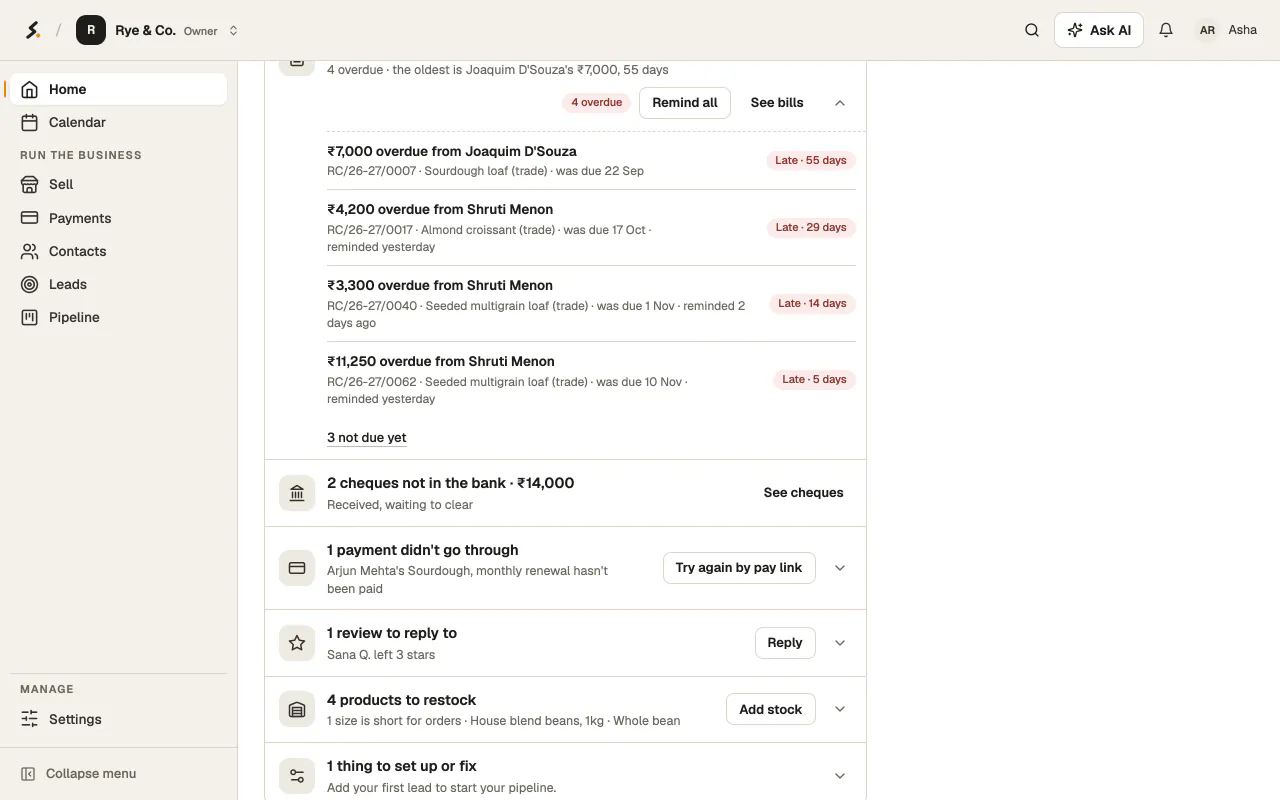 R Rye & Co. Owner
Ask AI
AR Asha
Home
Calendar
RUN THE BUSINESS
Sell
Payments
Contacts
Leads
Pipeline
MANAGE
Settings
Collapse menu
4 overdue · the oldest is Joaquim D'Souza's ₹7,000, 55 days
4 overdue Remind all See bills
₹7,000 overdue from Joaquim D'Souza
RC/26-27/0007 · Sourdough loaf (trade) · was due 22 Sep
Late · 55 days
₹4,200 overdue from Shruti Menon
RC/26-27/0017 · Almond croissant (trade) · was due 17 Oct ·
reminded yesterday
Late · 29 days
₹3,300 overdue from Shruti Menon
RC/26-27/0040 · Seeded multigrain loaf (trade) · was due 1 Nov · reminded 2
days ago
Late · 14 days
₹11,250 overdue from Shruti Menon
RC/26-27/0062 · Seeded multigrain loaf (trade) · was due 10 Nov ·
reminded yesterday
Late · 5 days
3 not due yet
2 cheques not in the bank · ₹14,000
Received, waiting to clear
See cheques
1 payment didn't go through
Arjun Mehta's Sourdough, monthly renewal hasn't
been paid
Try again by pay link
1 review to reply to
Sana Q. left 3 stars
Reply
4 products to restock
1 size is short for orders · House blend beans, 1kg · Whole bean
Add stock
1 thing to set up or fix
Add your first lead to start your pipeline.